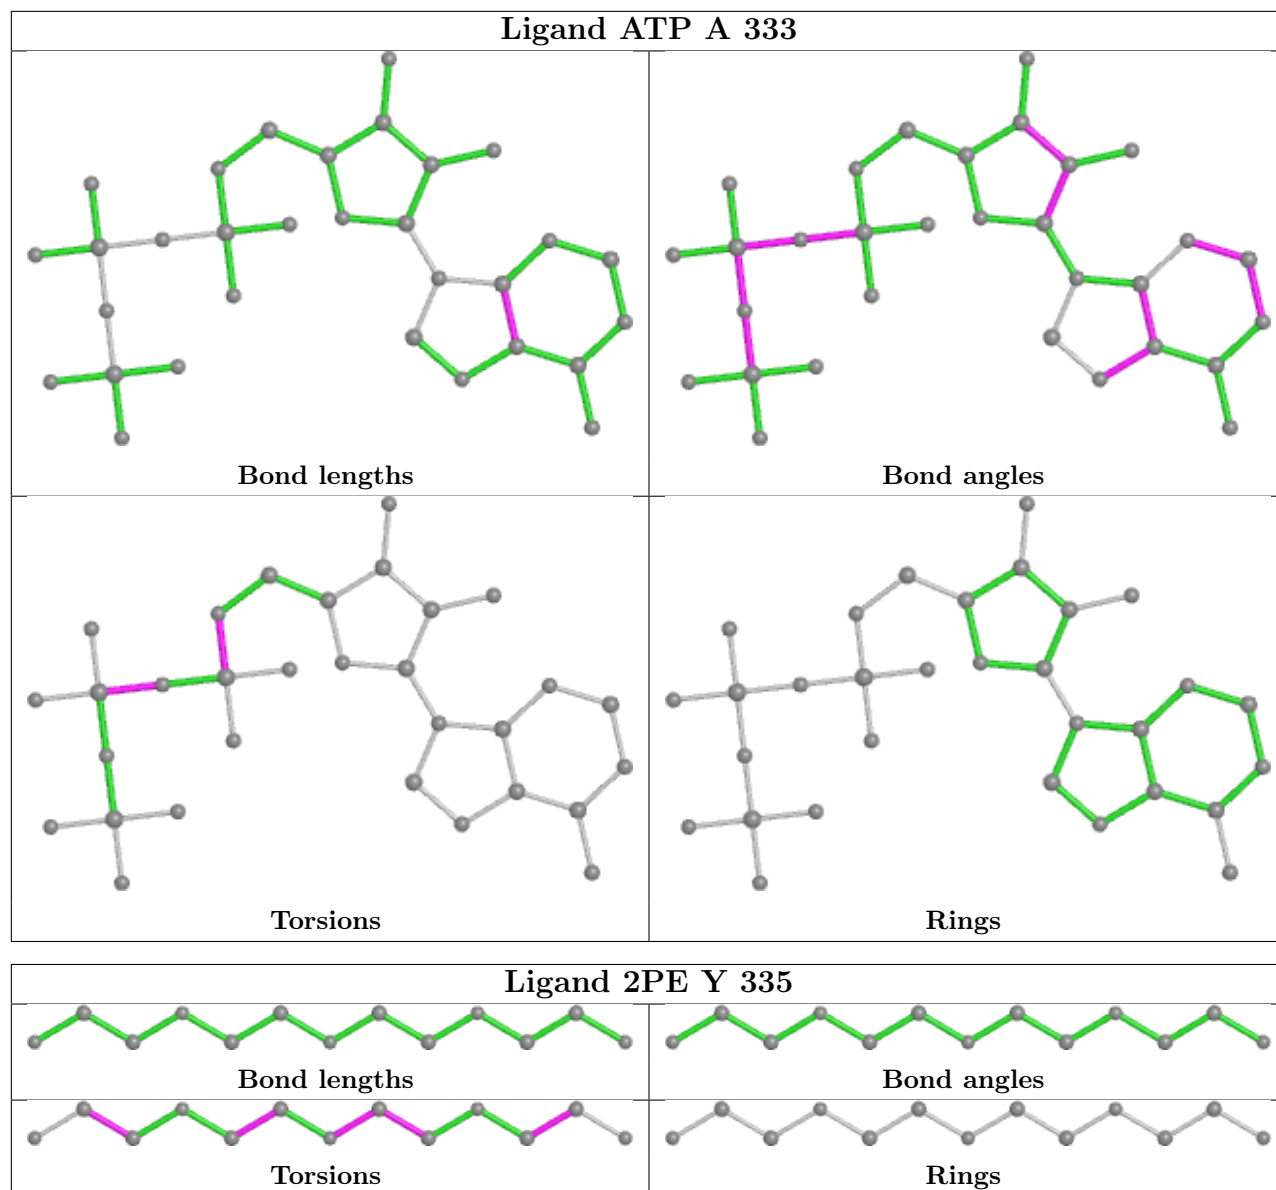 Ligand ATP A 333
Bond lengths
Bond angles
Torsions
Rings
Ligand 2PE Y 335
Bond lengths
Bond angles
Torsions
Rings